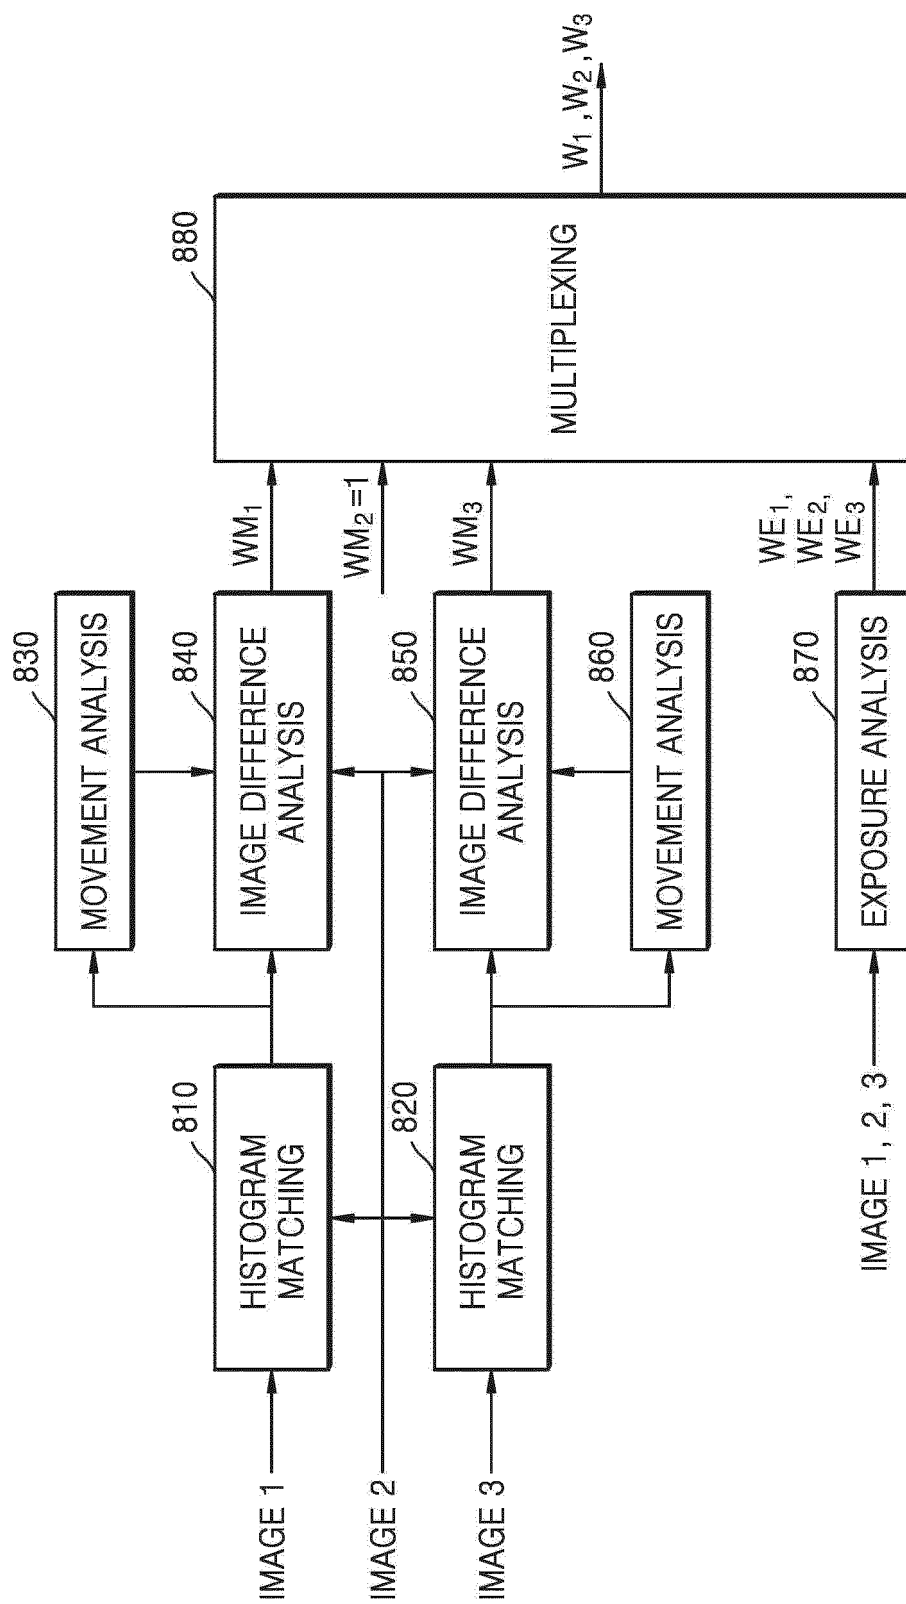 IMAGE 1
IMAGE 2
IMAGE 3
810
HISTOGRAM
MATCHING
820
HISTOGRAM
MATCHING
830
MOVEMENT ANALYSIS
840
IMAGE DIFFERENCE
ANALYSIS
850
IMAGE DIFFERENCE
ANALYSIS
860
MOVEMENT ANALYSIS
IMAGE 1, 2, 3
870
EXPOSURE ANALYSIS
WM₁
WM₂=1
WM₃
WE₁,
WE₂,
WE₃
880
MULTIPLEXING
W₁ ,W₂ ,W₃